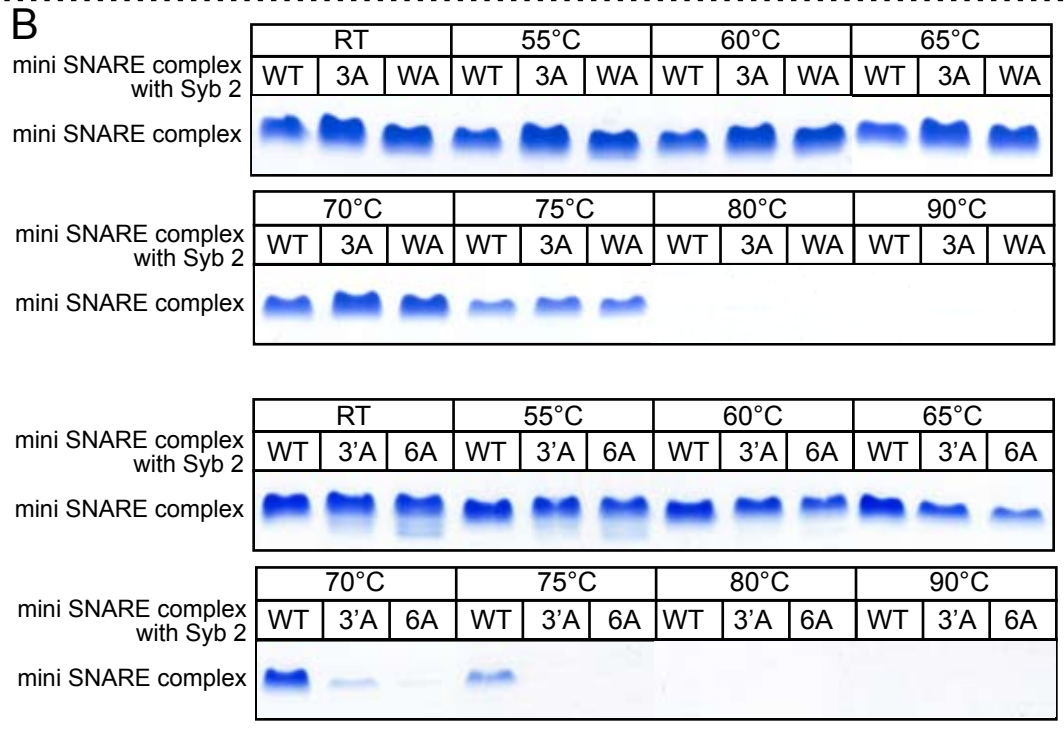 B
RT 55°C 60°C 65°C
mini SNARE complex
with Syb 2
WT 3A WA WT 3A WA WT 3A WA WT 3A WA
mini SNARE complex
70°C 75°C 80°C 90°C
mini SNARE complex
with Syb 2
WT 3A WA WT 3A WA WT 3A WA WT 3A WA
mini SNARE complex
RT 55°C 60°C 65°C
mini SNARE complex
with Syb 2
WT 3’A 6A WT 3’A 6A WT 3’A 6A WT 3’A 6A
mini SNARE complex
70°C 75°C 80°C 90°C
mini SNARE complex
with Syb 2
WT 3’A 6A WT 3’A 6A WT 3’A 6A WT 3’A 6A
mini SNARE complex